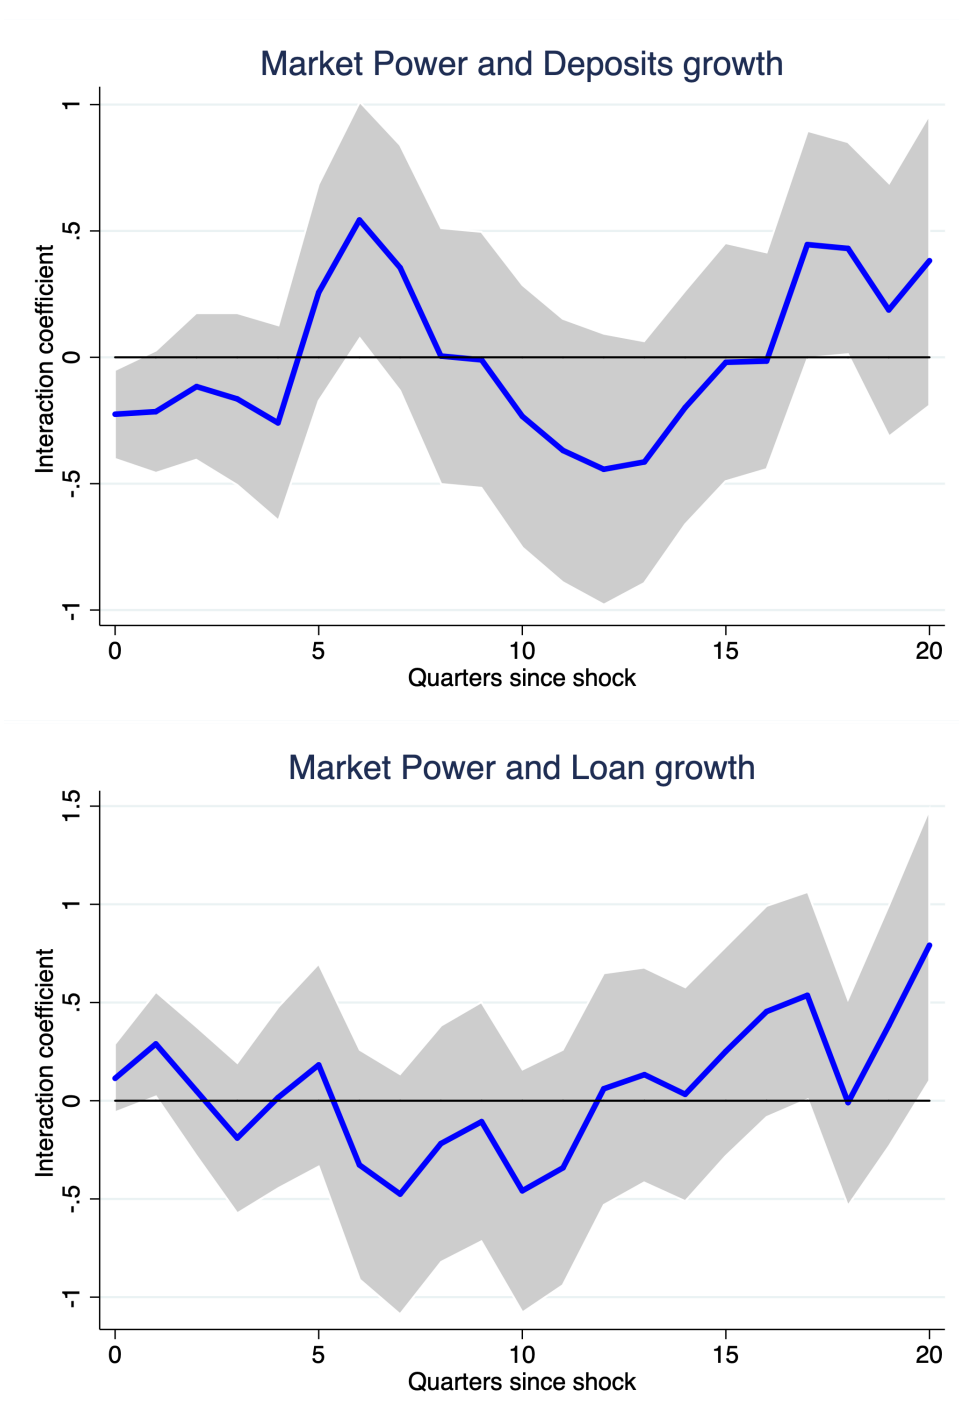 Market Power and Deposits growth
1
.5
0
-.5
-1
Interaction coefficient
0 5 10 15 20
Quarters since shock
Market Power and Loan growth
1.5
1
.5
0
-.5
-1
Interaction coefficient
0 5 10 15 20
Quarters since shock